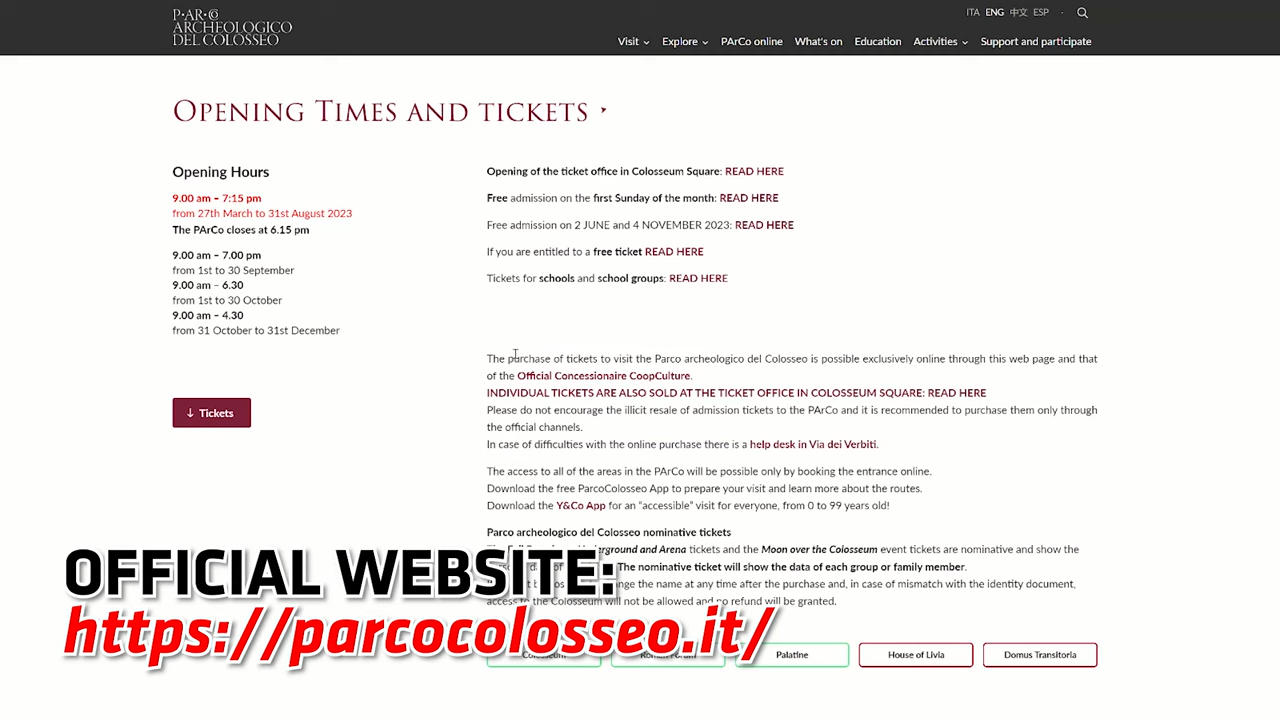 P·AR·CO
ARCHEOLOGICO
DEL COLOSSEO
ITA ENG 中文 ESP
Visit Explore PArCo online What's on Education Activities Support and participate
OPENING TIMES AND TICKETS
Opening Hours
9.00 am – 7:15 pm
from 27th March to 31st August 2023
The PArCo closes at 6.15 pm
9.00 am – 7.00 pm
from 1st to 30 September
9.00 am – 6.30
from 1st to 30 October
9.00 am – 4.30
from 31 October to 31st December
↓ Tickets
Opening of the ticket office in Colosseum Square: READ HERE
Free admission on the first Sunday of the month: READ HERE
Free admission on 2 JUNE and 4 NOVEMBER 2023: READ HERE
If you are entitled to a free ticket READ HERE
Tickets for schools and school groups: READ HERE
The purchase of tickets to visit the Parco archeologico del Colosseo is possible exclusively online through this web page and that
of the Official Concessionaire CoopCulture.
INDIVIDUAL TICKETS ARE ALSO SOLD AT THE TICKET OFFICE IN COLOSSEUM SQUARE: READ HERE
Please do not encourage the illicit resale of admission tickets to the PArCo and it is recommended to purchase them only through
the official channels.
In case of difficulties with the online purchase there is a help desk in Via dei Verbiti.
The access to all of the areas in the PArCo will be possible only by booking the entrance online.
Download the free ParcoColosseo App to prepare your visit and learn more about the routes.
Download the Y&Co App for an “accessible” visit for everyone, from 0 to 99 years old!
Parco archeologico del Colosseo nominative tickets
Underground and Arena tickets and the Moon over the Colosseum event tickets are nominative and show the
The nominative ticket will show the data of each group or family member.
the name at any time after the purchase and, in case of mismatch with the identity document,
access to the Colosseum will not be allowed and no refund will be granted.
OFFICIAL WEBSITE:
https://parcocolosseo.it/
Colosseum Roman Forum Palatine House of Livia Domus Transitoria